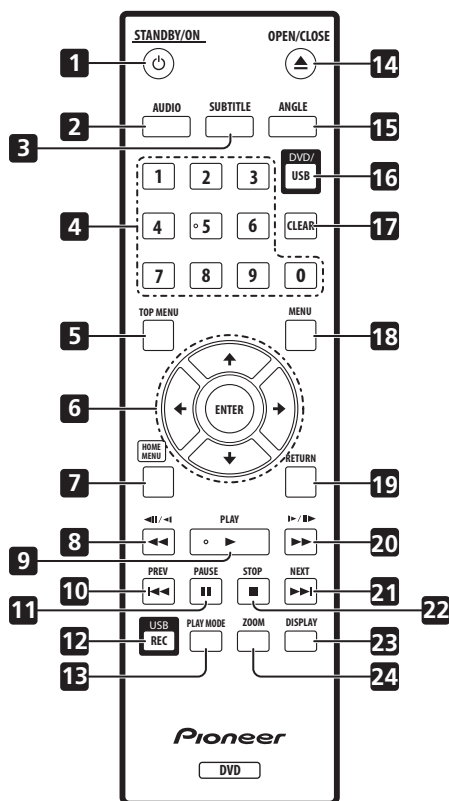 STANDBY/ON OPEN/CLOSE
1 14
AUDIO SUBTITLE ANGLE
2 15
3
DVD/
USB 16
1 2 3
4 4 5 6 CLEAR 17
7 8 9 0
TOP MENU MENU
5 18
6 ENTER
HOME
MENU RETURN
7 19
PLAY
8 20
9
PREV PAUSE STOP NEXT
10 21
11 22
USB
12 REC PLAY MODE ZOOM DISPLAY 23
13 24
Pioneer
DVD